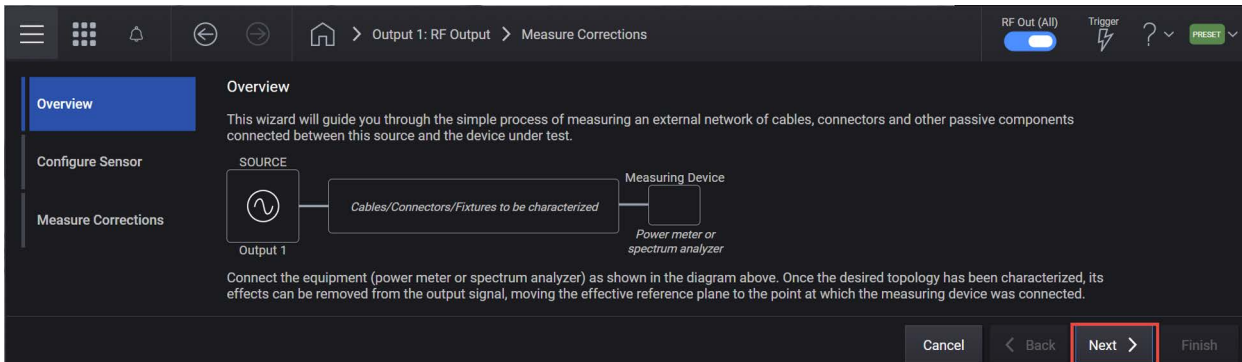 Output 1: RF Output > Measure Corrections
RF Out (All)
Trigger
?
PRESET
Overview
Configure Sensor
Measure Corrections
Overview
This wizard will guide you through the simple process of measuring an external network of cables, connectors and other passive components
connected between this source and the device under test.
SOURCE
Output 1
Cables/Connectors/Fixtures to be characterized
Measuring Device
Power meter or
spectrum analyzer
Connect the equipment (power meter or spectrum analyzer) as shown in the diagram above. Once the desired topology has been characterized, its
effects can be removed from the output signal, moving the effective reference plane to the point at which the measuring device was connected.
Cancel
< Back
Next >
Finish